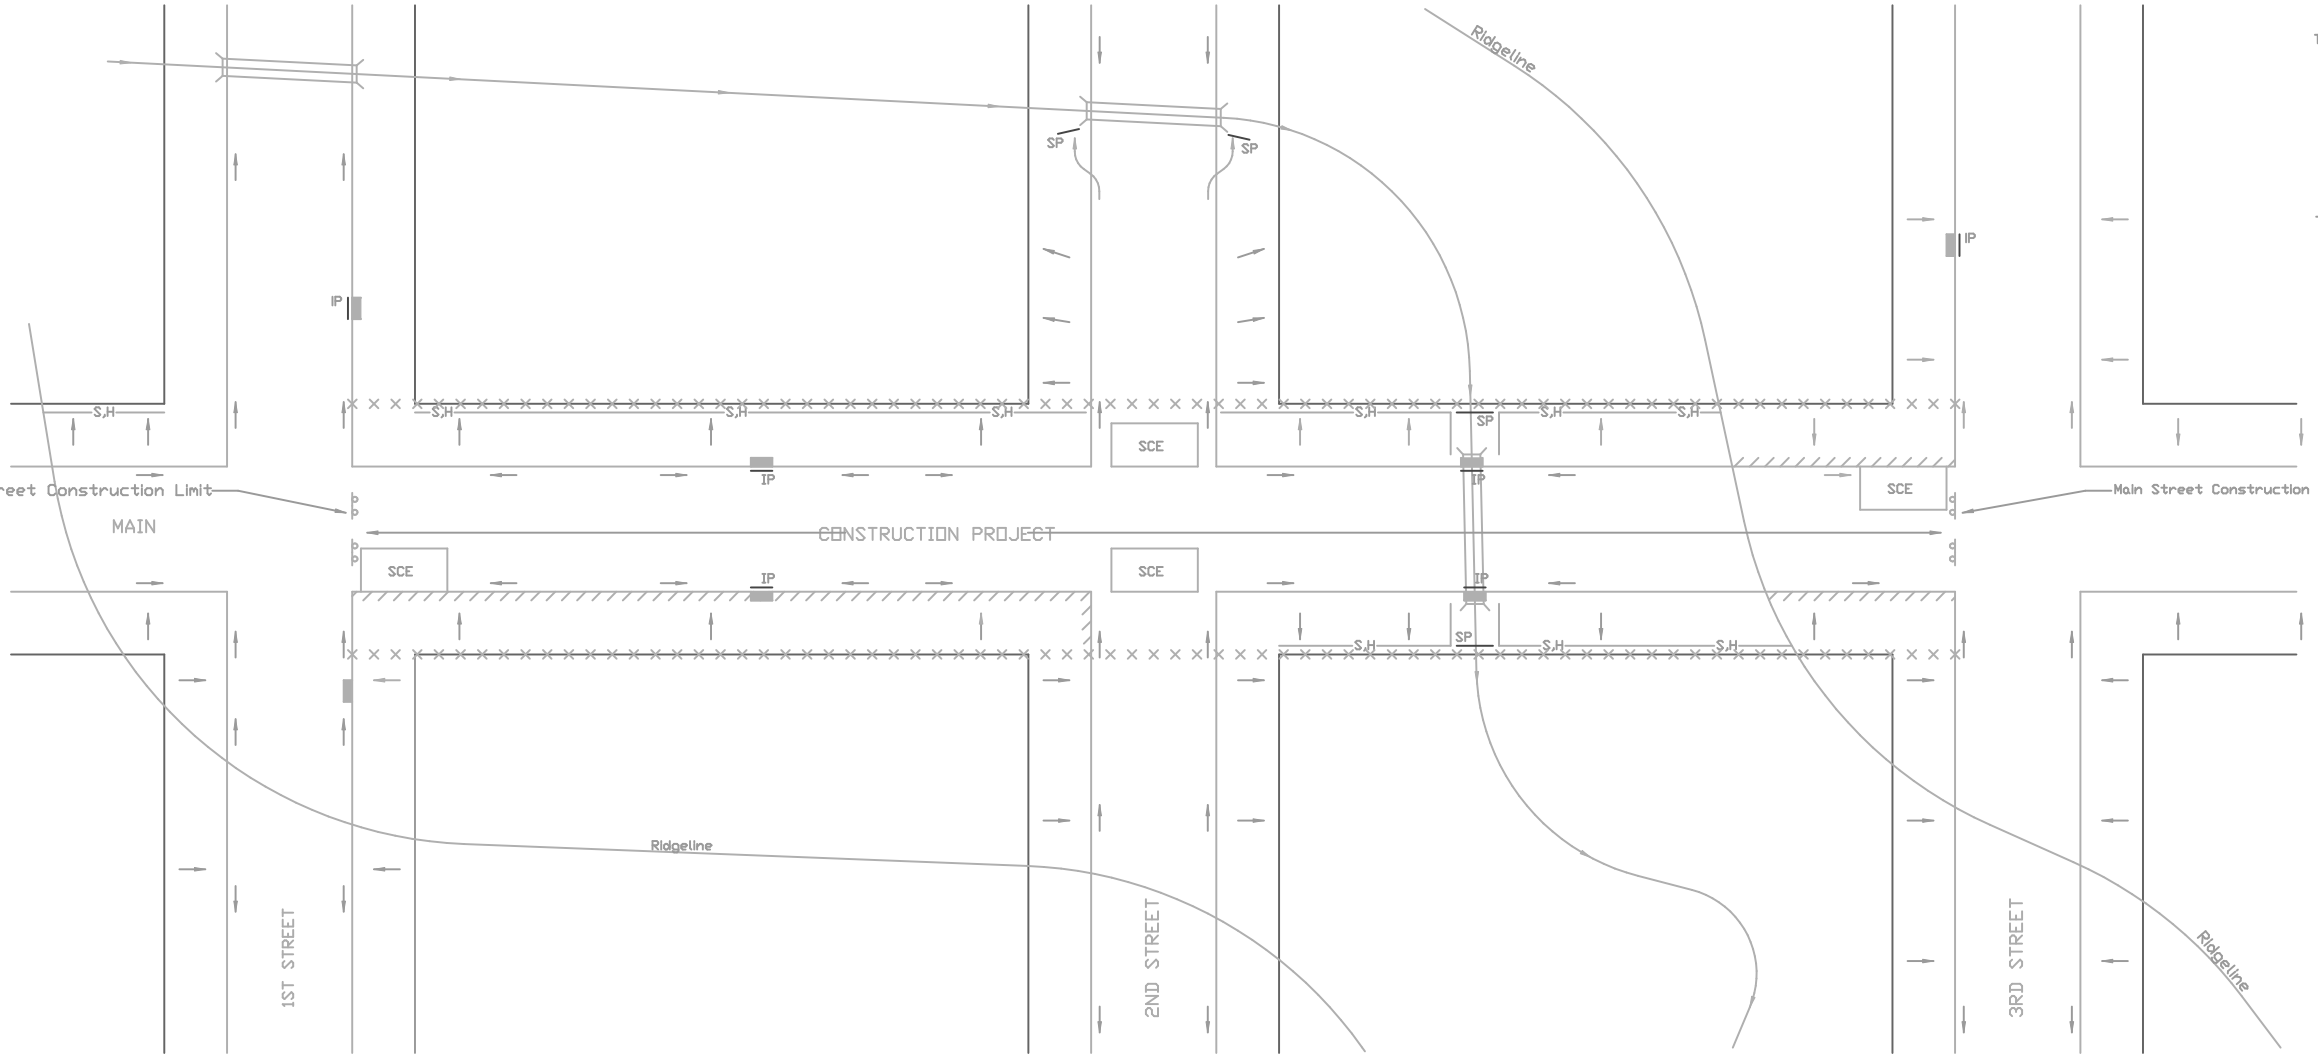 Ridgeline
SP
SP
IP
IP
S,H
S,H
S,H
S,H
S,H
S,H
S,H
SP
SCE
IP
IP
SCE
reet Construction Limit
Main Street Construction
MAIN
CONSTRUCTION PROJECT
SCE
SCE
IP
IP
SP
S,H
S,H
S,H
Ridgeline
1ST STREET
2ND STREET
3RD STREET
Ridgeline